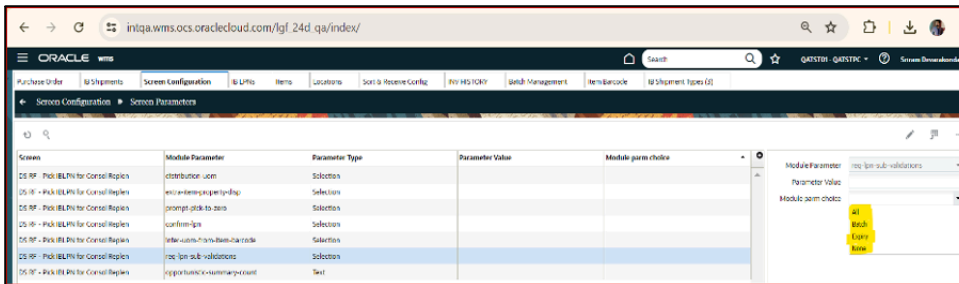 intqa.wms.ocs.oraclecloud.com/lgf_24d_qa/index/
ORACLE WMS
Search
QATST01 - QATSTPC
Purchase Order IB Shipments Screen Configuration IB LPNs Items Locations Sort & Receive Config INV HISTORY Batch Management Item Barcode IB Shipment Types (3)
Screen Configuration Screen Parameters
Screen Module Parameter Parameter Type Parameter Value Module parm choice
DS RF - Pick IBLPN for Consol Replen distribution-uom Selection
DS RF - Pick IBLPN for Consol Replen extra-item-property-disp Selection
DS RF - Pick IBLPN for Consol Replen prompt-pick-to-zero Selection
DS RF - Pick IBLPN for Consol Replen confirm-lpn Selection
DS RF - Pick IBLPN for Consol Replen infer-uom-from-item-barcode Selection
DS RF - Pick IBLPN for Consol Replen req-lpn-sub-validations Selection
DS RF - Pick IBLPN for Consol Replen opportunistic-summary-count Text
Module Parameter req-lpn-sub-validations
Parameter Value
Module parm choice
All
Batch
Expiry
None